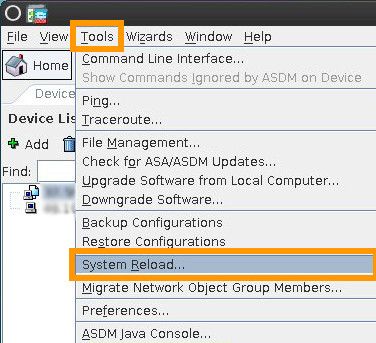 File View Tools Wizards Window Help
Home
Command Line Interface...
Show Commands Ignored by ASDM on Device
Device
Ping...
Traceroute...
Device Lis
Add
File Management...
Check for ASA/ASDM Updates...
Find:
Upgrade Software from Local Computer...
Downgrade Software...
Backup Configurations
Restore Configurations
System Reload...
Migrate Network Object Group Members...
Preferences...
ASDM Java Console...